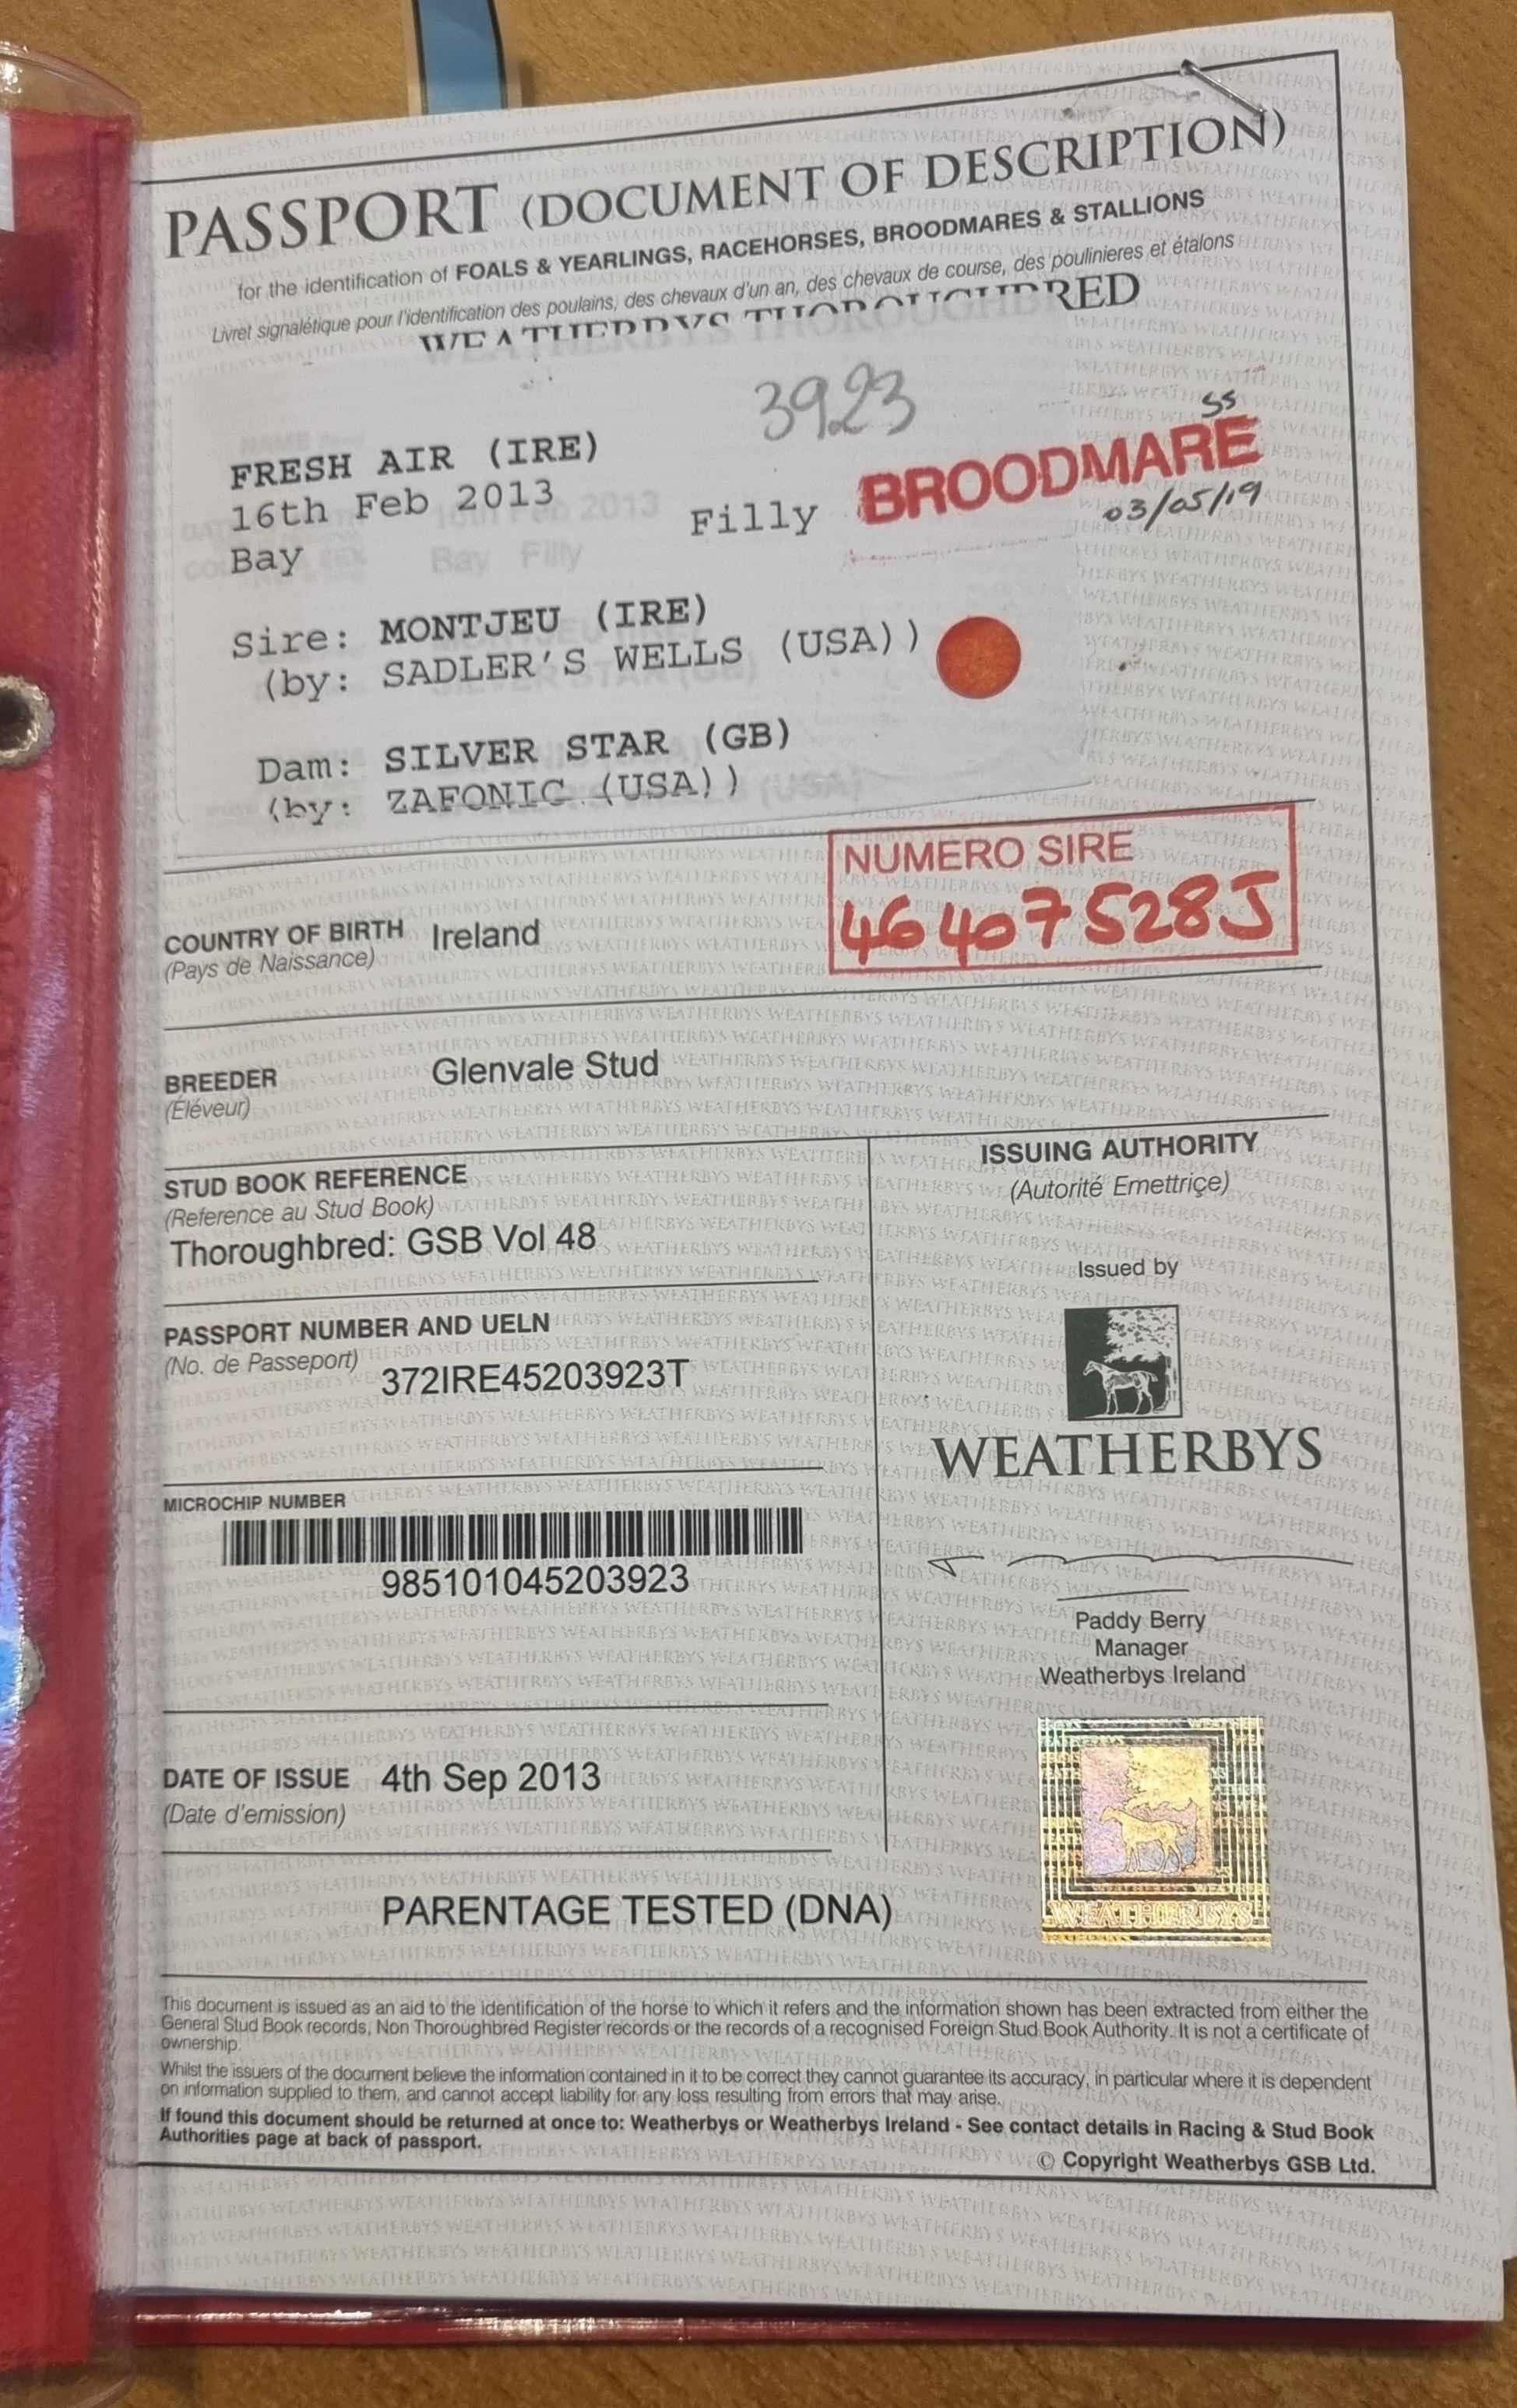 PASSPORT (DOCUMENT OF DESCRIPTION)
for the identification of FOALS & YEARLINGS, RACEHORSES, BROODMARES & STALLIONS
Livret signalétique pour l'identification des poulains, des chevaux d'un an, des chevaux de course, des poulinieres et étalons
WEATHERBYS THOROUGHBRED
3923
FRESH AIR (IRE)
16th Feb 2013
Bay
Filly
BROODMARE
SS
03/05/19
Sire: MONTJEU (IRE)
(by: SADLER'S WELLS (USA))
Dam: SILVER STAR (GB)
(by: ZAFONIC (USA))
NUMERO SIRE
46407528J
COUNTRY OF BIRTH Ireland
(Pays de Naissance)
BREEDER Glenvale Stud
(Éléveur)
STUD BOOK REFERENCE
(Reference au Stud Book)
Thoroughbred: GSB Vol 48
PASSPORT NUMBER AND UELN
(No. de Passeport)
372IRE45203923T
MICROCHIP NUMBER
985101045203923
DATE OF ISSUE 4th Sep 2013
(Date d'emission)
ISSUING AUTHORITY
(Autorité Emettriçe)
Issued by
WEATHERBYS
Paddy Berry
Manager
Weatherbys Ireland
WEATHERBYS
PARENTAGE TESTED (DNA)
This document is issued as an aid to the identification of the horse to which it refers and the information shown has been extracted from either the
General Stud Book records, Non Thoroughbred Register records or the records of a recognised Foreign Stud Book Authority. It is not a certificate of
ownership.
Whilst the issuers of the document believe the information contained in it to be correct they cannot guarantee its accuracy, in particular where it is dependent
on information supplied to them, and cannot accept liability for any loss resulting from errors that may arise.
If found this document should be returned at once to: Weatherbys or Weatherbys Ireland - See contact details in Racing & Stud Book
Authorities page at back of passport.
© Copyright Weatherbys GSB Ltd.